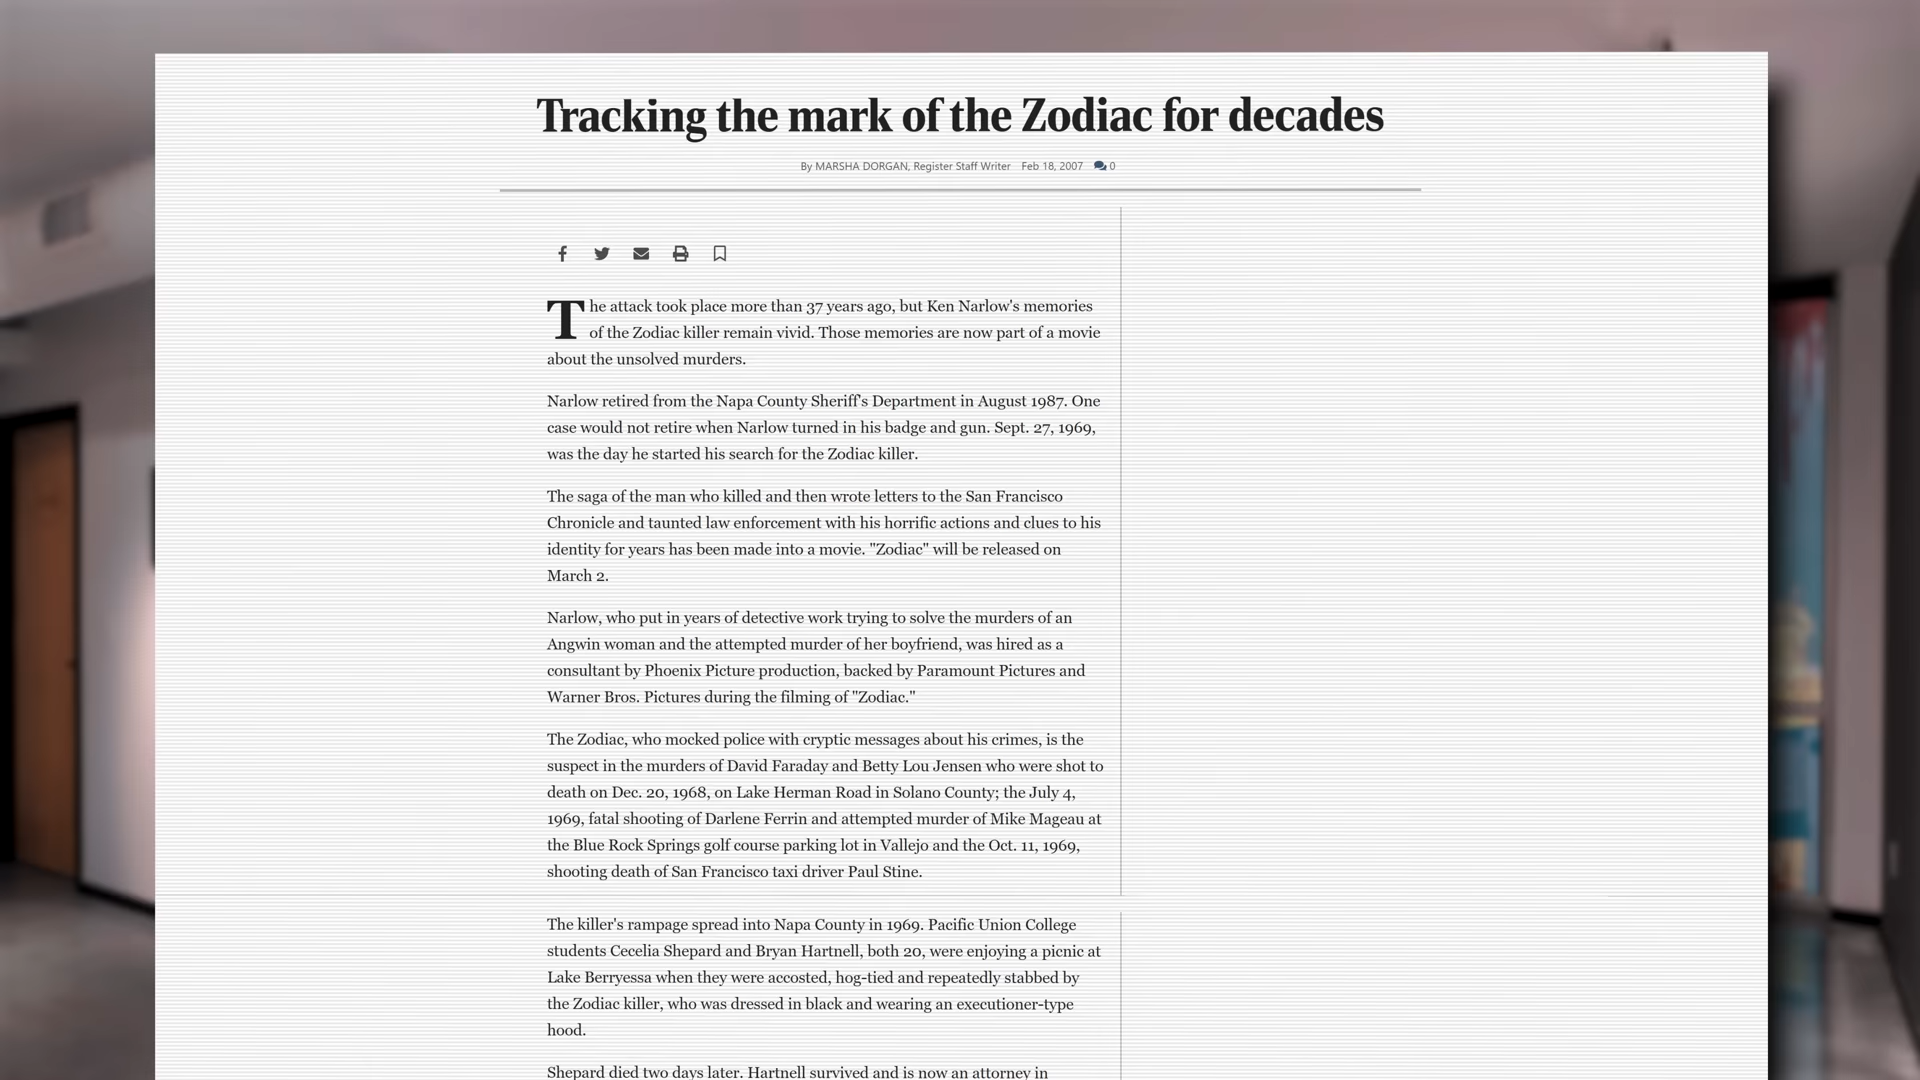 Tracking the mark of the Zodiac for decades
By MARSHA DORGAN, Register Staff Writer Feb 18, 2007 0
The attack took place more than 37 years ago, but Ken Narlow's memories
of the Zodiac killer remain vivid. Those memories are now part of a movie
about the unsolved murders.
Narlow retired from the Napa County Sheriff's Department in August 1987. One
case would not retire when Narlow turned in his badge and gun. Sept. 27, 1969,
was the day he started his search for the Zodiac killer.
The saga of the man who killed and then wrote letters to the San Francisco
Chronicle and taunted law enforcement with his horrific actions and clues to his
identity for years has been made into a movie. "Zodiac" will be released on
March 2.
Narlow, who put in years of detective work trying to solve the murders of an
Angwin woman and the attempted murder of her boyfriend, was hired as a
consultant by Phoenix Picture production, backed by Paramount Pictures and
Warner Bros. Pictures during the filming of "Zodiac."
The Zodiac, who mocked police with cryptic messages about his crimes, is the
suspect in the murders of David Faraday and Betty Lou Jensen who were shot to
death on Dec. 20, 1968, on Lake Herman Road in Solano County; the July 4,
1969, fatal shooting of Darlene Ferrin and attempted murder of Mike Mageau at
the Blue Rock Springs golf course parking lot in Vallejo and the Oct. 11, 1969,
shooting death of San Francisco taxi driver Paul Stine.
The killer's rampage spread into Napa County in 1969. Pacific Union College
students Cecelia Shepard and Bryan Hartnell, both 20, were enjoying a picnic at
Lake Berryessa when they were accosted, hog-tied and repeatedly stabbed by
the Zodiac killer, who was dressed in black and wearing an executioner-type
hood.
Shepard died two days later. Hartnell survived and is now an attorney in